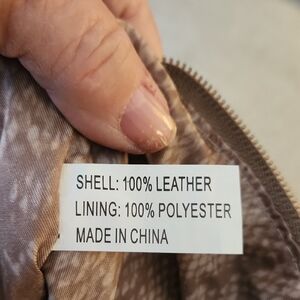 SHELL: 100% LEATHER
LINING: 100% POLYESTER
MADE IN CHINA